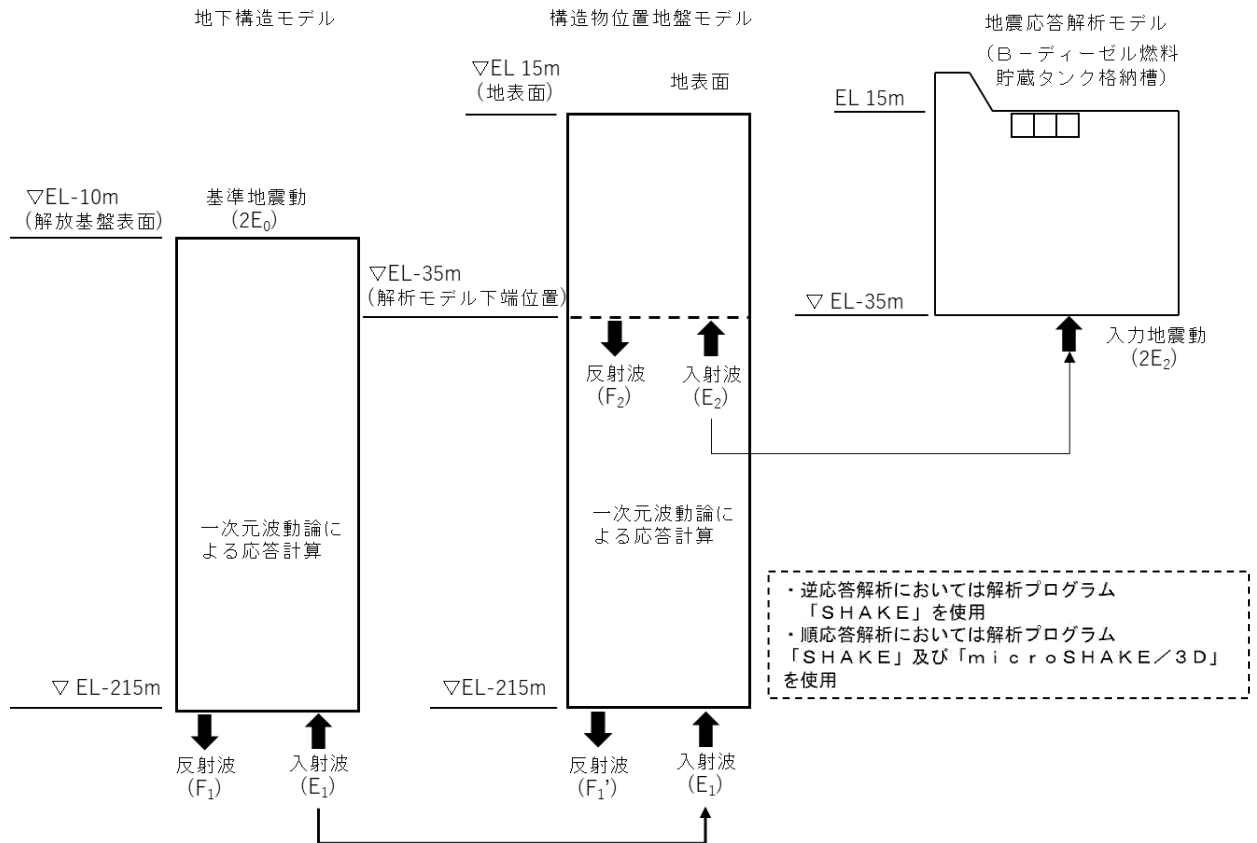 地下構造モデル
▽EL-10m
(解放基盤表面)
基準地震動
(2E₀)
一次元波動論に
よる応答計算
▽ EL-215m
反射波
(F₁)
入射波
(E₁)
構造物位置地盤モデル
▽EL 15m
(地表面)
地表面
▽EL-35m
(解析モデル下端位置)
反射波
(F₂)
入射波
(E₂)
一次元波動論に
よる応答計算
▽EL-215m
反射波
(F₁')
入射波
(E₁)
地震応答解析モデル
(B-ディーゼル燃料
貯蔵タンク格納槽)
EL 15m
▽ EL-35m
入力地震動
(2E₂)
・逆応答解析においては解析プログラム
「SHAKE」を使用
・順応答解析においては解析プログラム
「SHAKE」及び「microSHAKE/3D」
を使用